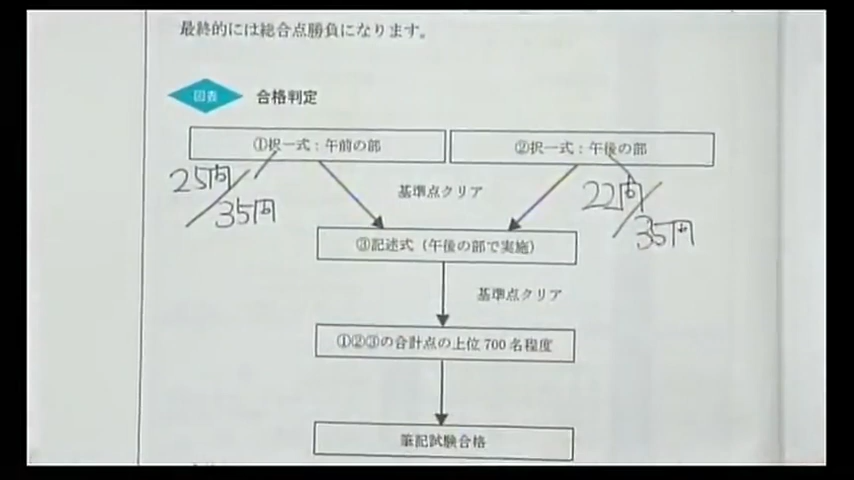 最終的には総合点勝負になります。
図表 合格判定
①択一式：午前の部 ②択一式：午後の部
25問/35問 基準点クリア 22問/35問
③記述式（午後の部で実施）
基準点クリア
①②③の合計点の上位700名程度
筆記試験合格